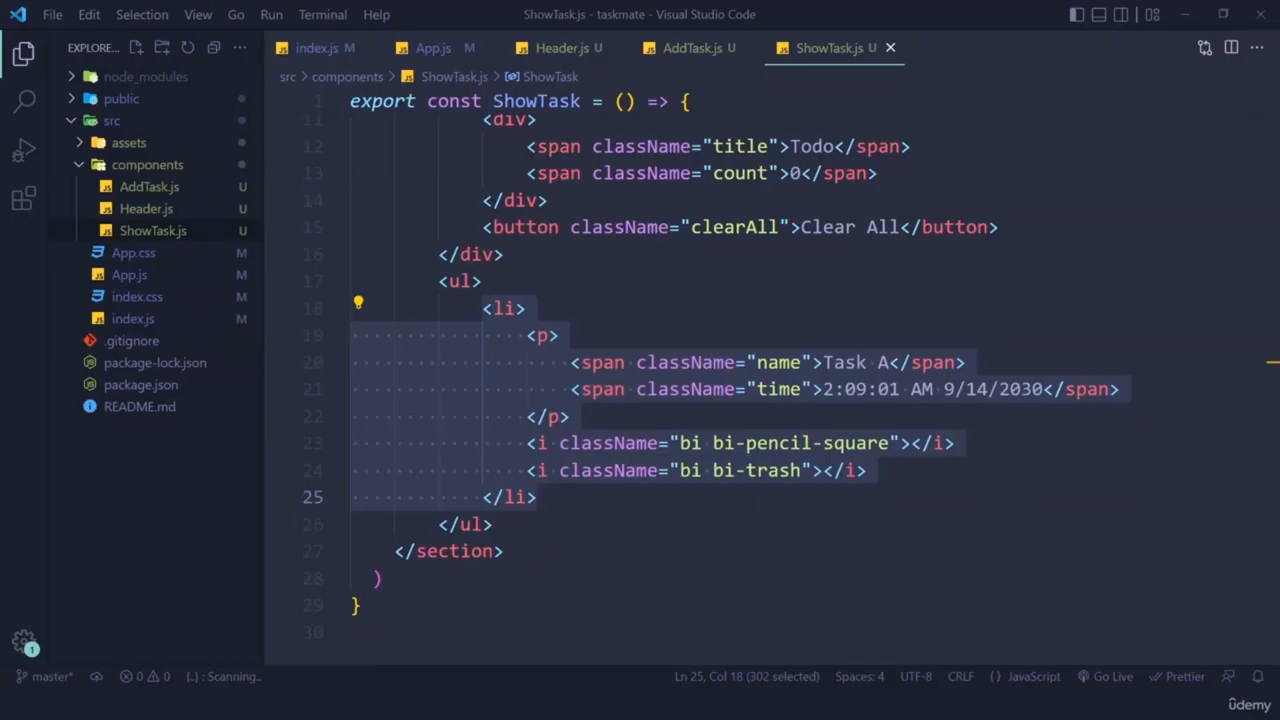 File Edit Selection View Go Run Terminal Help ShowTask.js - taskmate - Visual Studio Code
EXPLORE...
index.js M App.js M Header.js U AddTask.js U ShowTask.js U
node_modules
public
src
assets
components
AddTask.js U
Header.js U
ShowTask.js U
App.css M
App.js M
index.css M
index.js M
.gitignore
package-lock.json
package.json
README.md
1
src > components > ShowTask.js > ShowTask
1 export const ShowTask = () => {
11 <div>
12 <span className="title">Todo</span>
13 <span className="count">0</span>
14 </div>
15 <button className="clearAll">Clear All</button>
16 </div>
17 <ul>
18 <li>
19 <p>
20 <span className="name">Task A</span>
21 <span className="time">2:09:01 AM 9/14/2030</span>
22 </p>
23 <i className="bi bi-pencil-square"></i>
24 <i className="bi bi-trash"></i>
25 </li>
26 </ul>
27 </section>
28 )
29 }
30
master* 0 0 {..} : Scanning.. Ln 25, Col 18 (302 selected) Spaces: 4 UTF-8 CRLF { } JavaScript Go Live Prettier
ûdemy